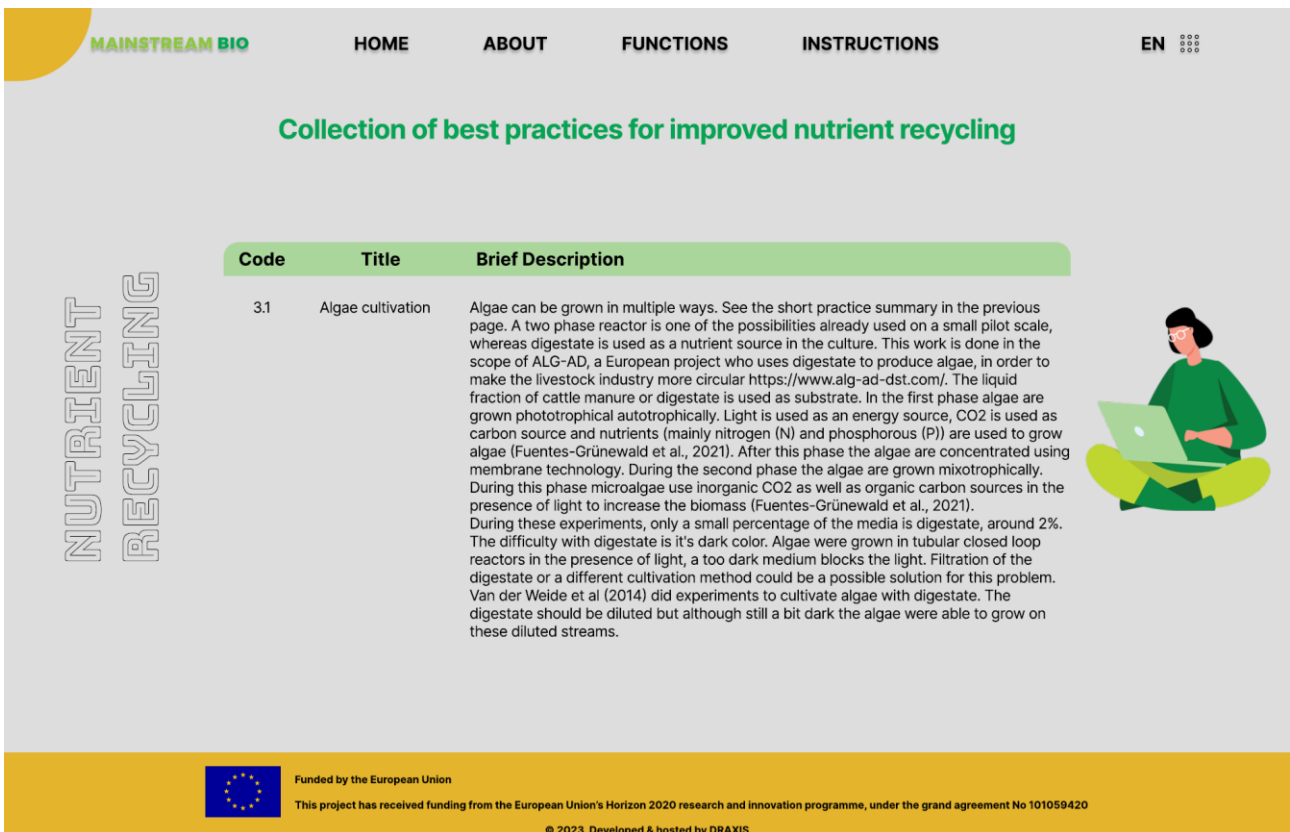 MAINSTREAM BIO
HOME ABOUT FUNCTIONS INSTRUCTIONS EN
Collection of best practices for improved nutrient recycling
NUTRIENT
RECYCLING
Code Title Brief Description
3.1 Algae cultivation
Algae can be grown in multiple ways. See the short practice summary in the previous
page. A two phase reactor is one of the possibilities already used on a small pilot scale,
whereas digestate is used as a nutrient source in the culture. This work is done in the
scope of ALG-AD, a European project who uses digestate to produce algae, in order to
make the livestock industry more circular https://www.alg-ad-dst.com/. The liquid
fraction of cattle manure or digestate is used as substrate. In the first phase algae are
grown phototrophical autotrophically. Light is used as an energy source, CO2 is used as
carbon source and nutrients (mainly nitrogen (N) and phosphorous (P)) are used to grow
algae (Fuentes-Grünewald et al., 2021). After this phase the algae are concentrated using
membrane technology. During the second phase the algae are grown mixotrophically.
During this phase microalgae use inorganic CO2 as well as organic carbon sources in the
presence of light to increase the biomass (Fuentes-Grünewald et al., 2021).
During these experiments, only a small percentage of the media is digestate, around 2%.
The difficulty with digestate is it's dark color. Algae were grown in tubular closed loop
reactors in the presence of light, a too dark medium blocks the light. Filtration of the
digestate or a different cultivation method could be a possible solution for this problem.
Van der Weide et al (2014) did experiments to cultivate algae with digestate. The
digestate should be diluted but although still a bit dark the algae were able to grow on
these diluted streams.
Funded by the European Union
This project has received funding from the European Union's Horizon 2020 research and innovation programme, under the grand agreement No 101059420
© 2023. Developed & hosted by DRAXIS